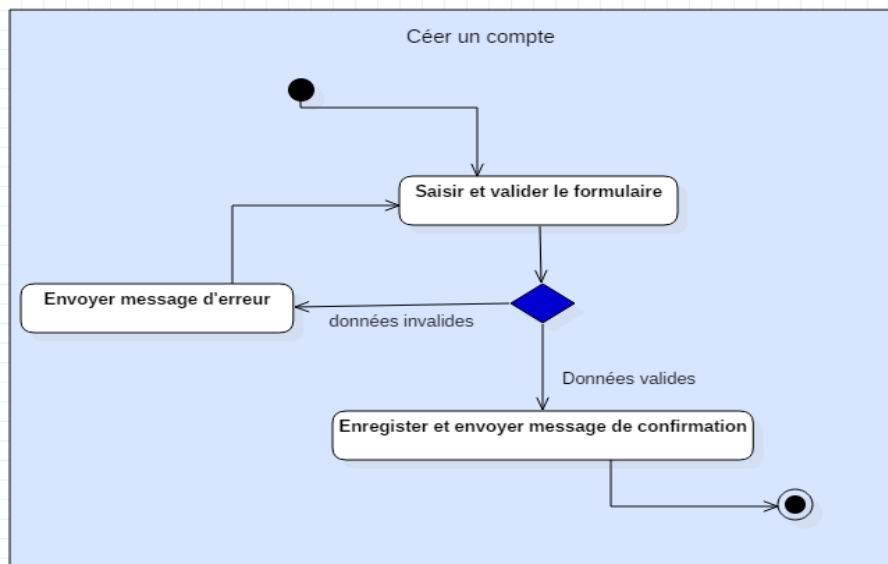 Céer un compte
Saisir et valider le formulaire
Envoyer message d'erreur
données invalides
Données valides
Enregister et envoyer message de confirmation